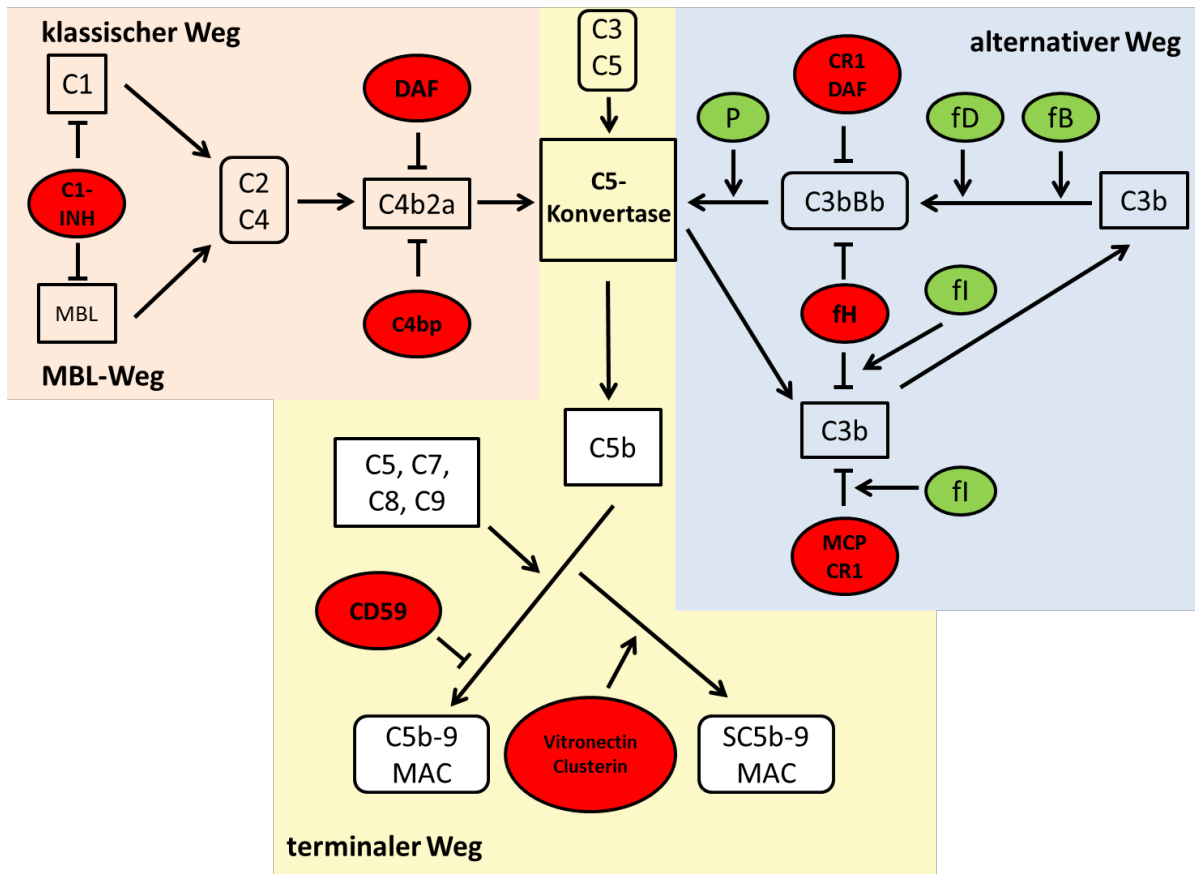 klassischer Weg
C1
C1-
INH
MBL
MBL-Weg
C2
C4
DAF
C4b2a
C4bp
C3
C5
C5-
Konvertase
alternativer Weg
CR1
DAF
P
fD
fB
C3bBb
C3b
fH
fI
C3b
fI
MCP
CR1
C5b
C5, C7,
C8, C9
CD59
C5b-9
MAC
Vitronectin
Clusterin
SC5b-9
MAC
terminaler Weg